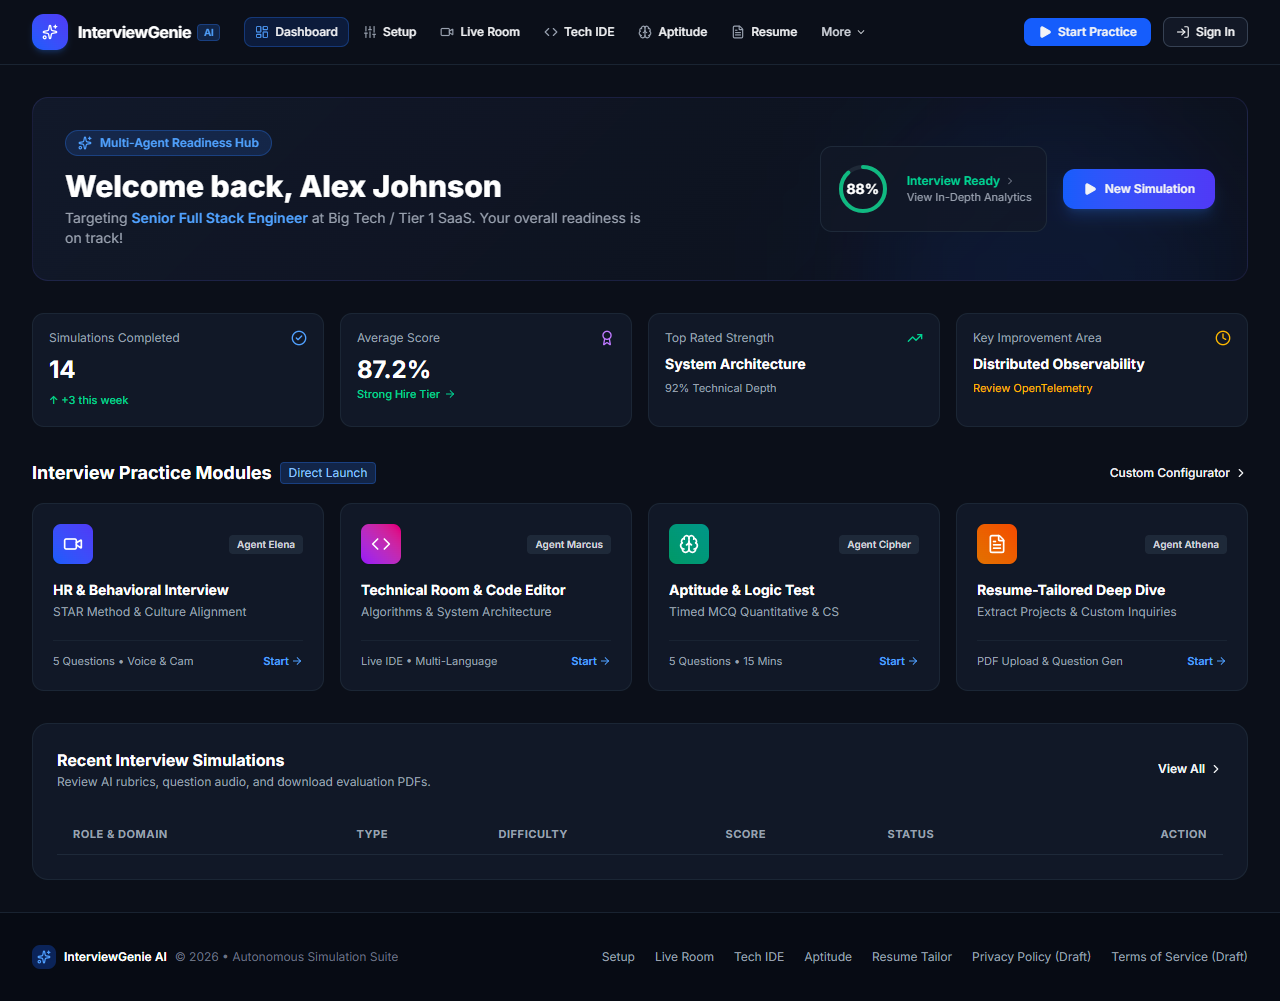 InterviewGenie AI
Dashboard
Setup
Live Room
Tech IDE
Aptitude
Resume
More
Start Practice
Sign In
Multi-Agent Readiness Hub
Welcome back, Alex Johnson
Targeting Senior Full Stack Engineer at Big Tech / Tier 1 SaaS. Your overall readiness is
on track!
88%
Interview Ready
View In-Depth Analytics
New Simulation
Simulations Completed
14
↑ +3 this week
Average Score
87.2%
Strong Hire Tier →
Top Rated Strength
System Architecture
92% Technical Depth
Key Improvement Area
Distributed Observability
Review OpenTelemetry
Interview Practice Modules
Direct Launch
Custom Configurator
Agent Elena
HR & Behavioral Interview
STAR Method & Culture Alignment
5 Questions • Voice & Cam
Start →
Agent Marcus
Technical Room & Code Editor
Algorithms & System Architecture
Live IDE • Multi-Language
Start →
Agent Cipher
Aptitude & Logic Test
Timed MCQ Quantitative & CS
5 Questions • 15 Mins
Start →
Agent Athena
Resume-Tailored Deep Dive
Extract Projects & Custom Inquiries
PDF Upload & Question Gen
Start →
Recent Interview Simulations
Review AI rubrics, question audio, and download evaluation PDFs.
View All
ROLE & DOMAIN
TYPE
DIFFICULTY
SCORE
STATUS
ACTION
InterviewGenie AI © 2026 • Autonomous Simulation Suite
Setup
Live Room
Tech IDE
Aptitude
Resume Tailor
Privacy Policy (Draft)
Terms of Service (Draft)